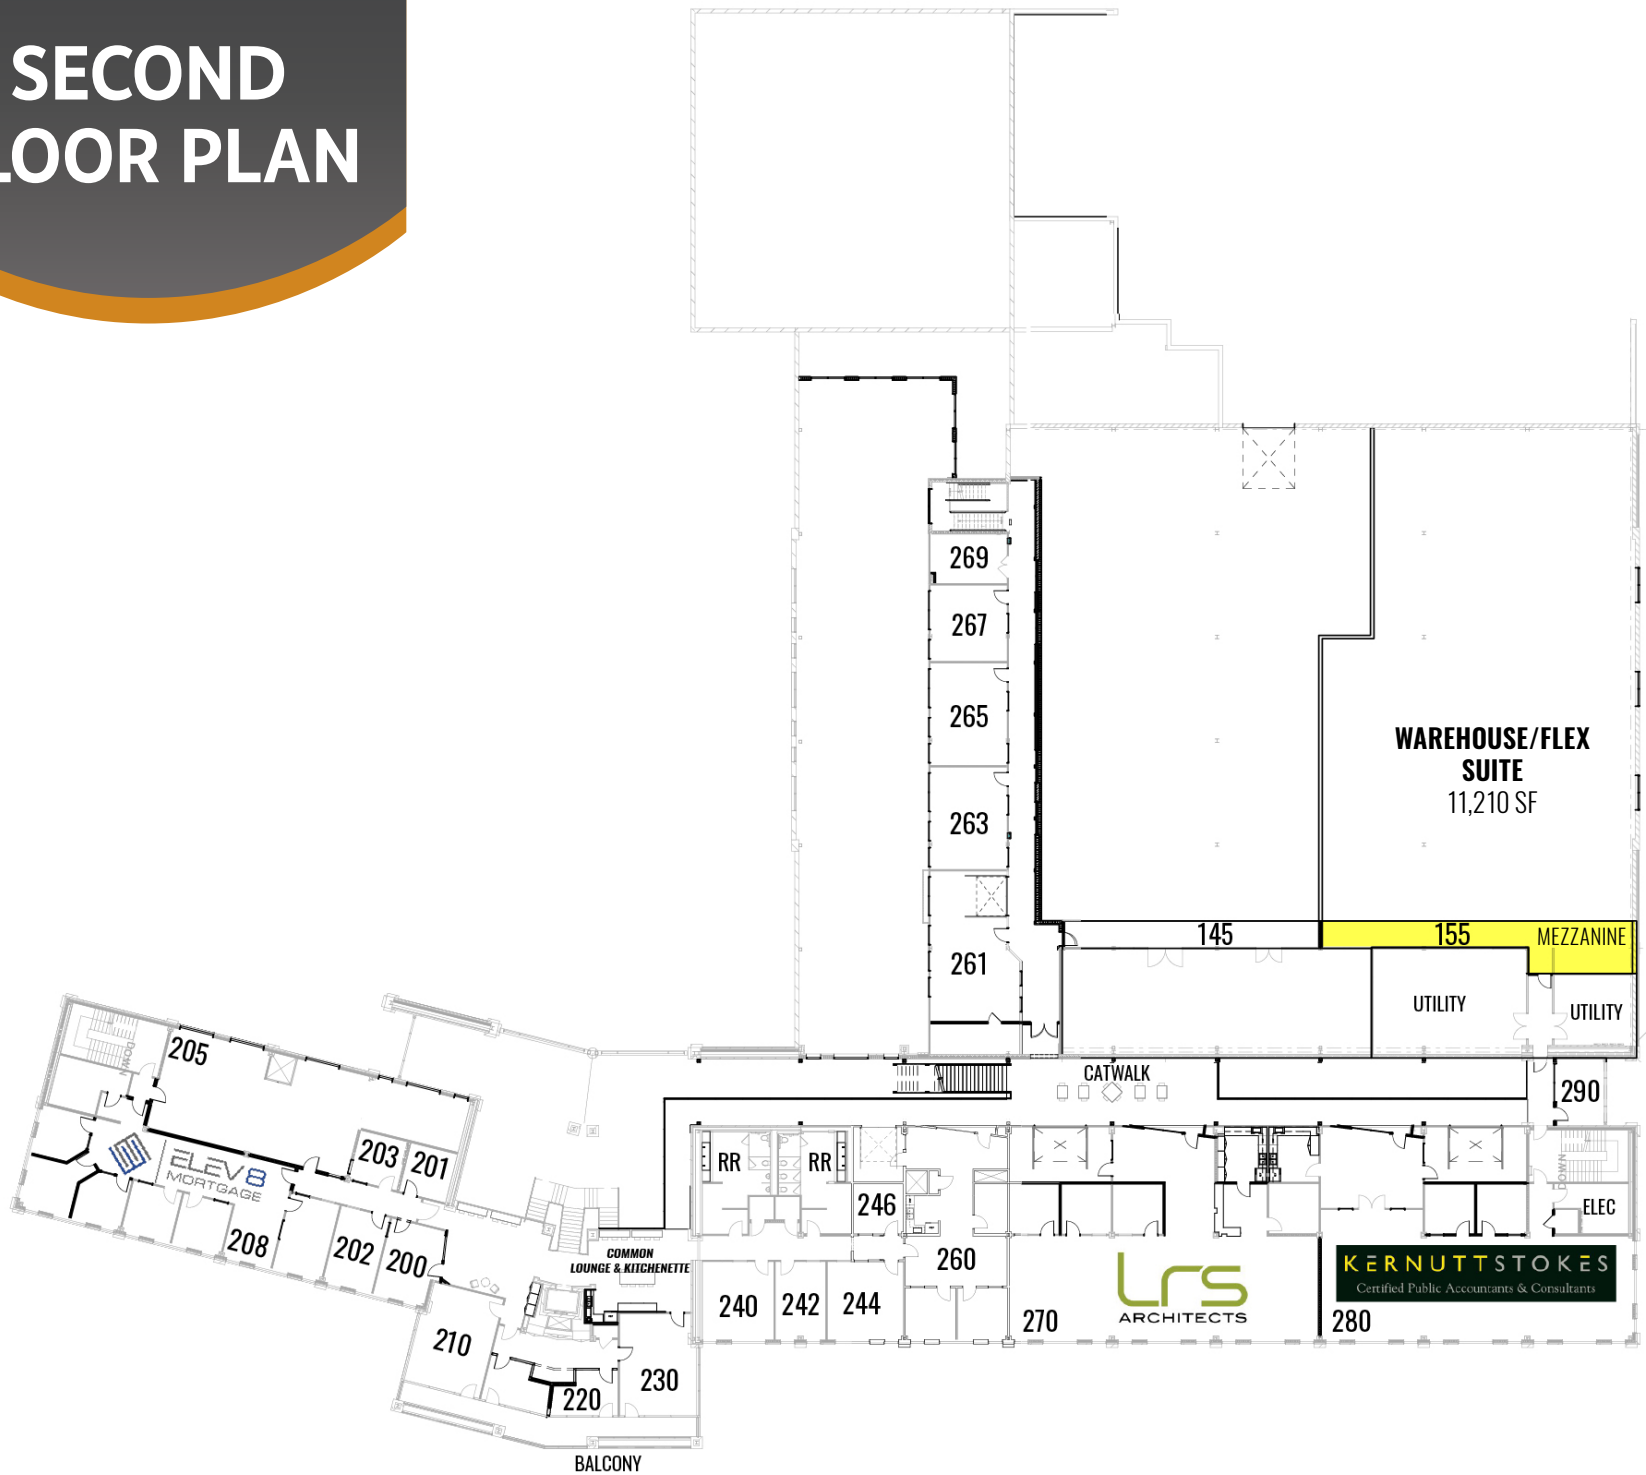 SECOND
LOOR PLAN
269
267
265
263
261
WAREHOUSE/FLEX
SUITE
11,210 SF
145
155
MEZZANINE
UTILITY
UTILITY
CATWALK
290
205
DOWN
203
201
ELEV8
MORTGAGE
208
202
200
RR
RR
246
COMMON
LOUNGE & KITCHENETTE
260
240
242
244
210
220
230
BALCONY
270
LRS
ARCHITECTS
DOWN
ELEC
KERNUTTSTOKES
Certified Public Accountants & Consultants
280